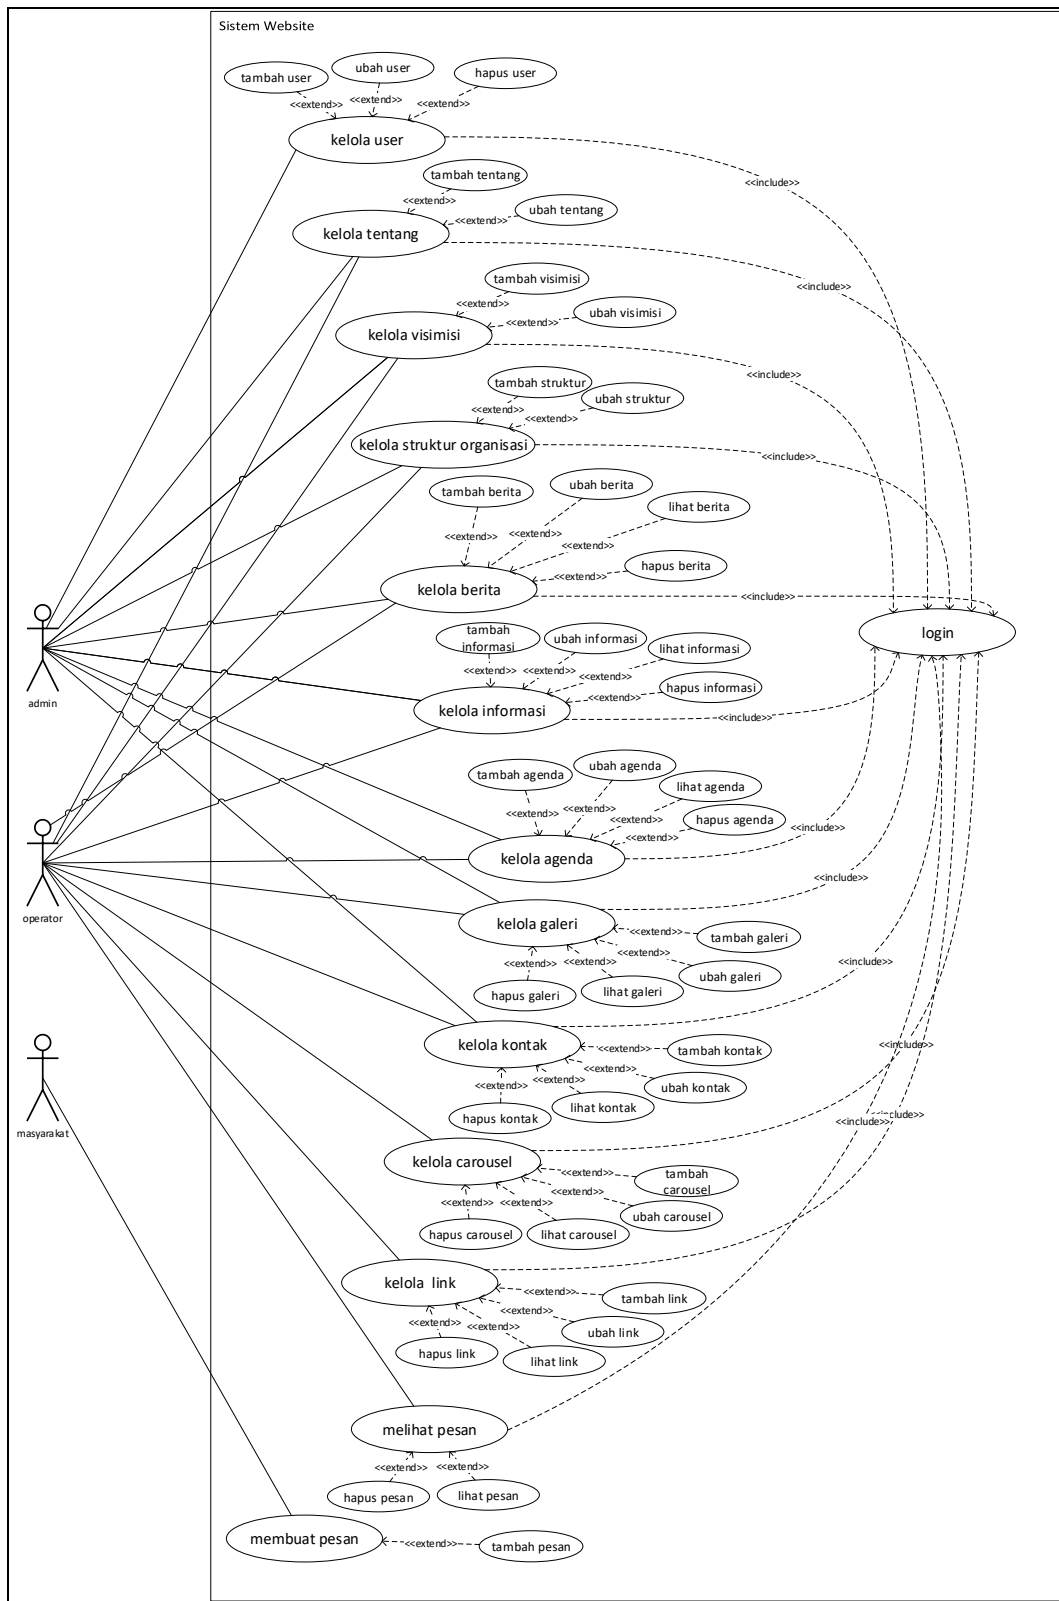 Sistem Website
ubah user
hapus user
tambah user
<<extend>>
<<extend>>
<<extend>>
kelola user
<<include>>
tambah tentang
<<extend>>
ubah tentang
<<extend>>
kelola tentang
<<include>>
tambah visimisi
<<extend>>
ubah visimisi
<<extend>>
kelola visimisi
<<include>>
tambah struktur
<<extend>>
ubah struktur
<<extend>>
kelola struktur organisasi
<<include>>
tambah berita
ubah berita
lihat berita
<<extend>>
<<extend>>
<<extend>>
hapus berita
<<extend>>
kelola berita
<<include>>
login
admin
tambah
informasi
ubah informasi
lihat informasi
<<extend>>
<<extend>>
<<extend>>
hapus informasi
<<extend>>
kelola informasi
<<include>>
tambah agenda
ubah agenda
lihat agenda
hapus agenda
<<extend>>
<<extend>>
<<extend>>
<<extend>>
kelola agenda
<<include>>
operator
<<include>>
kelola galeri
<<extend>>
tambah galeri
<<extend>>
ubah galeri
<<extend>>
lihat galeri
<<extend>>
hapus galeri
<<include>>
kelola kontak
<<extend>>
tambah kontak
<<extend>>
ubah kontak
<<extend>>
lihat kontak
<<extend>>
hapus kontak
<<include>>
masyarakat
<<include>>
<<include>>
kelola carousel
<<extend>>
tambah
carousel
<<extend>>
ubah carousel
<<extend>>
lihat carousel
<<extend>>
hapus carousel
kelola link
<<extend>>
tambah link
<<extend>>
ubah link
<<extend>>
lihat link
<<extend>>
hapus link
melihat pesan
<<extend>>
<<extend>>
hapus pesan
lihat pesan
membuat pesan
<<extend>>
tambah pesan